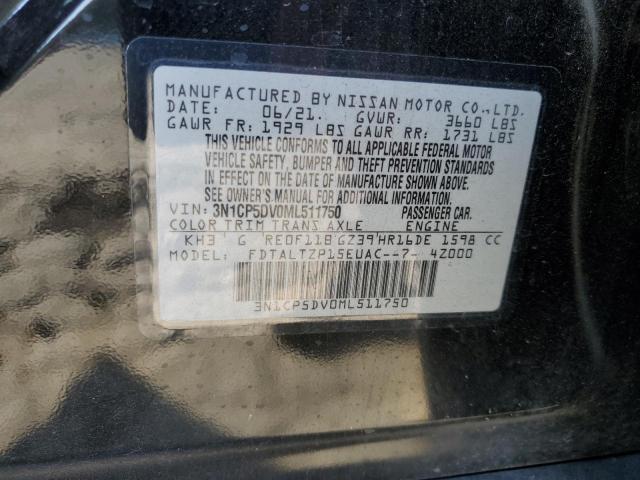 MANUFACTURED BY NISSAN MOTOR CO.,LTD.
DATE: 06/21. GVWR: 3660 LBS
GAWR FR: 1929 LBS GAWR RR: 1731 LBS
THIS VEHICLE CONFORMS TO ALL APPLICABLE FEDERAL MOTOR
VEHICLE SAFETY, BUMPER AND THEFT PREVENTION STANDARDS
IN EFFECT ON THE DATE OF MANUFACTURE SHOWN ABOVE.
SEE OWNER'S MANUAL FOR ADDITIONAL INFORMATION.
VIN: 3N1CP5DV0ML511750 PASSENGER CAR.
COLOR TRIM TRANS AXLE ENGINE
KH3 G RE0F11B GZ39 HR16DE 1598 CC
MODEL: FDTALTZP15EUAC--7- 4Z000
3N1CP5DV0ML511750